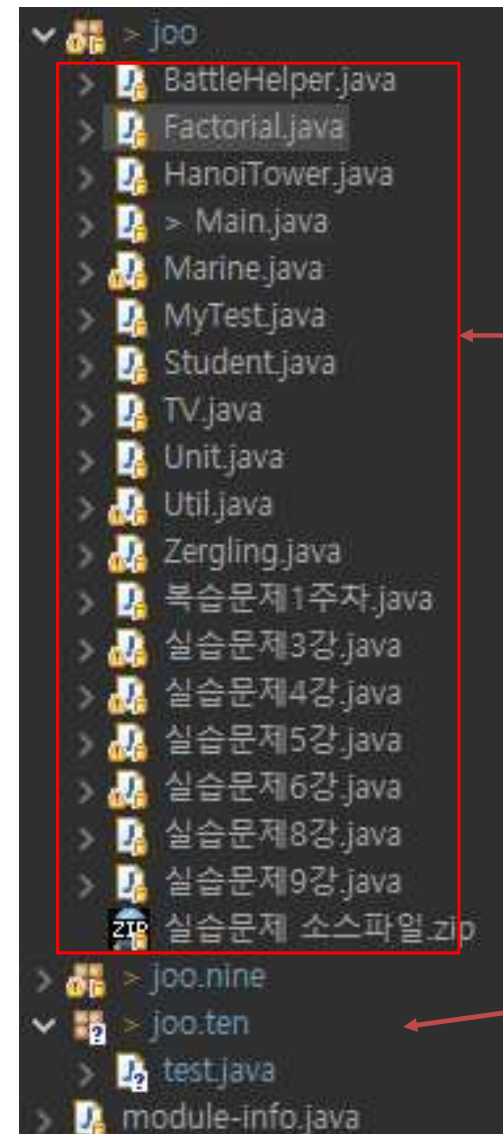 > joo
BattleHelper.java
Factorial.java
HanoiTower.java
> Main.java
Marine.java
MyTest.java
Student.java
TV.java
Unit.java
Util.java
Zergling.java
복습문제1주차.java
실습문제3강.java
실습문제4강.java
실습문제5강.java
실습문제6강.java
실습문제8강.java
실습문제9강.java
ZIP 실습문제 소스파일.zip
> joo.nine
> joo.ten
test.java
module-info.java